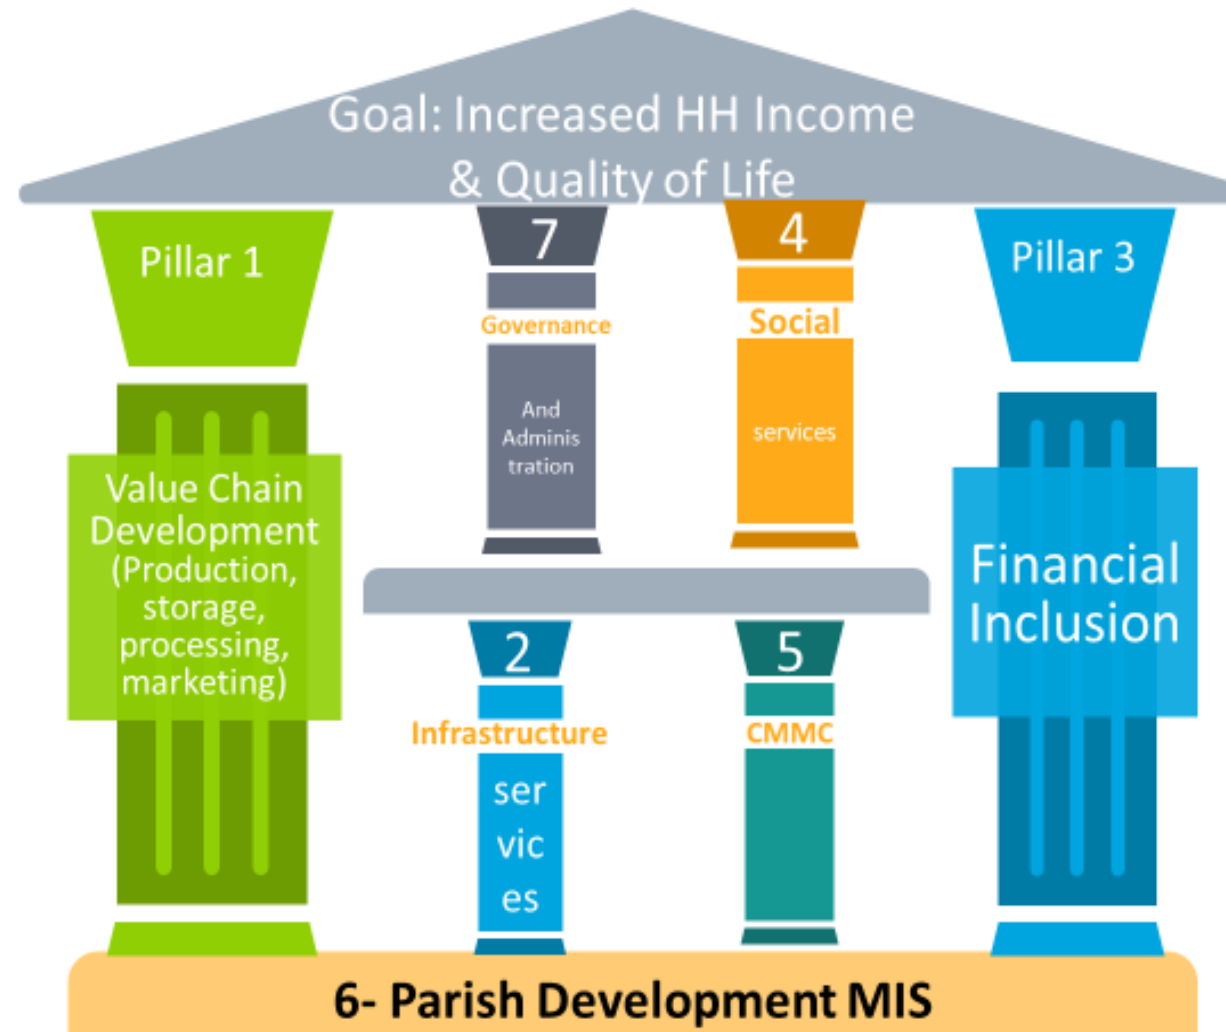 Goal: Increased HH Income
& Quality of Life
Pillar 1
Value Chain
Development
(Production,
storage,
processing,
marketing)
7
Governance
And
Adminis
tration
4
Social
services
Pillar 3
Financial
Inclusion
2
Infrastructure
ser
vic
es
5
CMMC
6- Parish Development MIS